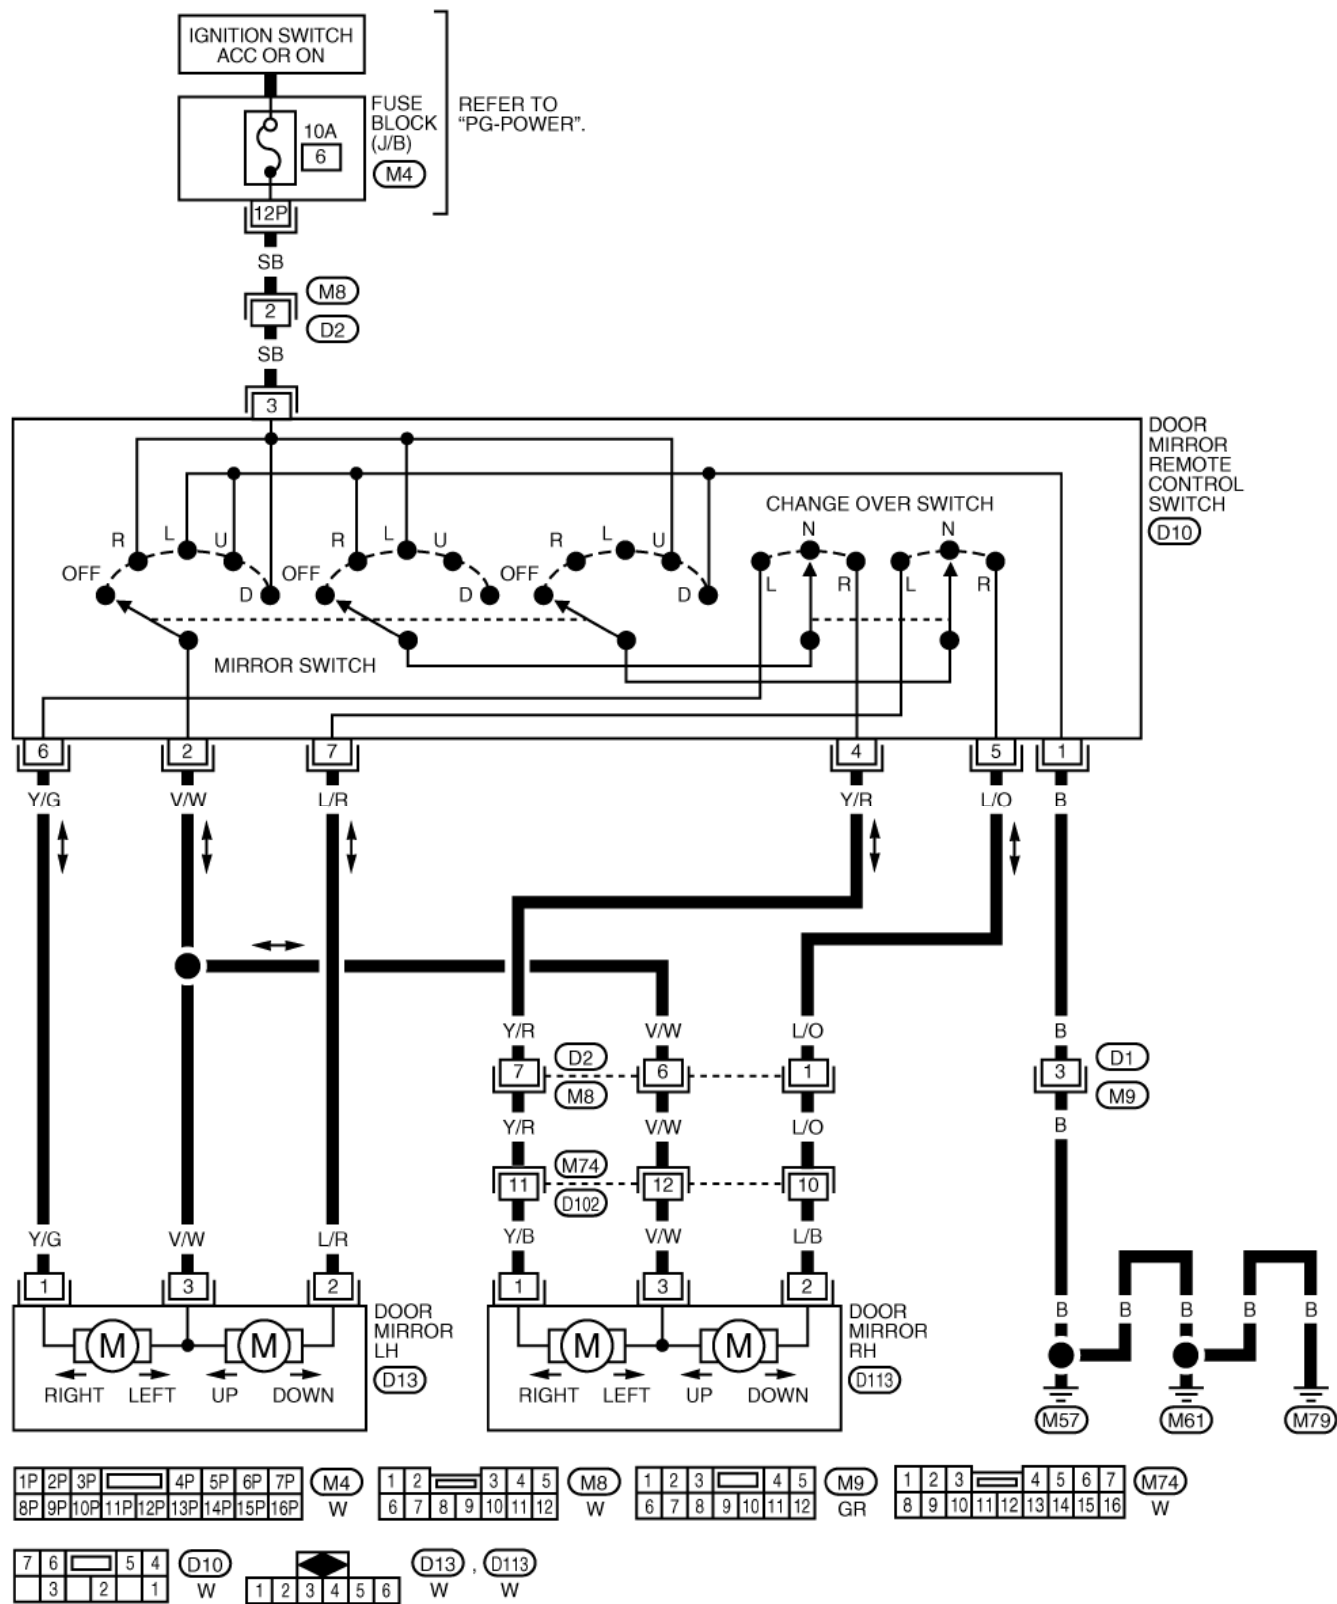 IGNITION SWITCH
ACC OR ON
FUSE
BLOCK
(J/B)
M4
10A
6
REFER TO
"PG-POWER".
12P
SB
M8
2
D2
SB
3
DOOR
MIRROR
REMOTE
CONTROL
SWITCH
D10
CHANGE OVER SWITCH
OFF R L U D
OFF R L U D
OFF R L U D
L N R
L N R
MIRROR SWITCH
6 2 7 4 5 1
Y/G V/W L/R Y/R L/O B
Y/R V/W L/O B
7 D2 6 1 3 D1
M8 M9
Y/R V/W L/O B
M74
11 12 10
D102
Y/G V/W L/R Y/B V/W L/B
1 3 2 1 3 2
DOOR
MIRROR
LH
D13
M M
RIGHT LEFT UP DOWN
DOOR
MIRROR
RH
D113
M M
RIGHT LEFT UP DOWN
B B B B B
M57 M61 M79
1P 2P 3P 4P 5P 6P 7P
8P 9P 10P 11P 12P 13P 14P 15P 16P
M4
W
1 2 3 4 5
6 7 8 9 10 11 12
M8
W
1 2 3 4 5
6 7 8 9 10 11 12
M9
GR
1 2 3 4 5 6 7
8 9 10 11 12 13 14 15 16
M74
W
7 6 5 4
3 2 1
D10
W
1 2 3 4 5 6
D13 , D113
W W